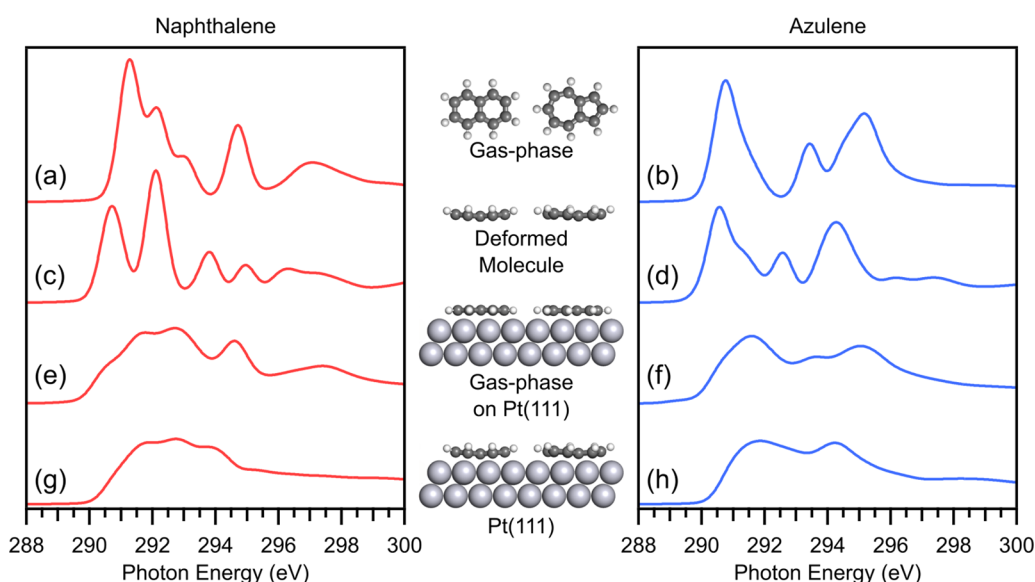 Naphthalene
Azulene
(a)
(b)
Gas-phase
(c)
(d)
Deformed
Molecule
(e)
(f)
Gas-phase
on Pt(111)
(g)
(h)
Pt(111)
288 290 292 294 296 298 300
288 290 292 294 296 298 300
Photon Energy (eV)
Photon Energy (eV)